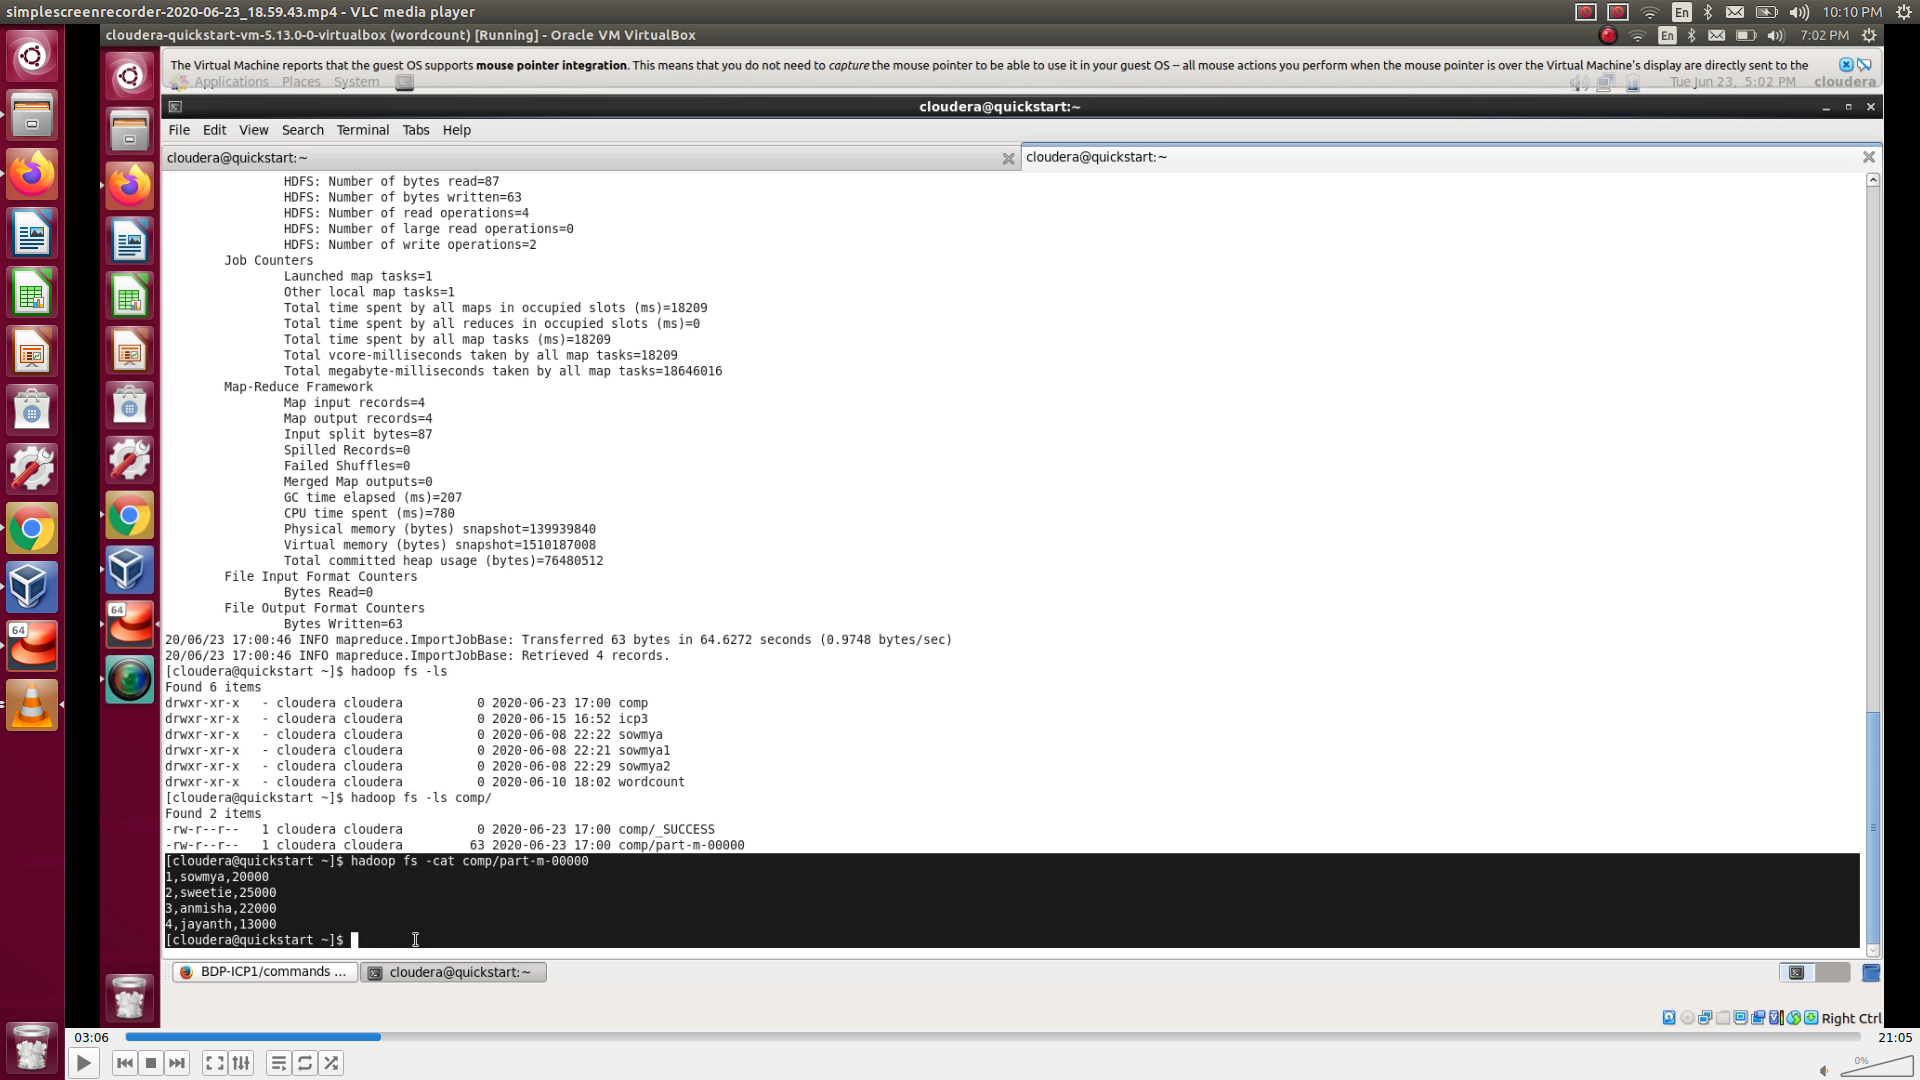 simplescreenrecorder-2020-06-23_18.59.43.mp4 - VLC media player
En
10:10 PM
cloudera-quickstart-vm-5.13.0-0-virtualbox (wordcount) [Running] - Oracle VM VirtualBox
En
7:02 PM
The Virtual Machine reports that the guest OS supports mouse pointer integration. This means that you do not need to capture the mouse pointer to be able to use it in your guest OS -- all mouse actions you perform when the mouse pointer is over the Virtual Machine's display are directly sent to the
Applications Places System
Tue Jun 23, 5:02 PM cloudera
cloudera@quickstart:~
File Edit View Search Terminal Tabs Help
cloudera@quickstart:~
cloudera@quickstart:~
HDFS: Number of bytes read=87
HDFS: Number of bytes written=63
HDFS: Number of read operations=4
HDFS: Number of large read operations=0
HDFS: Number of write operations=2
Job Counters
Launched map tasks=1
Other local map tasks=1
Total time spent by all maps in occupied slots (ms)=18209
Total time spent by all reduces in occupied slots (ms)=0
Total time spent by all map tasks (ms)=18209
Total vcore-milliseconds taken by all map tasks=18209
Total megabyte-milliseconds taken by all map tasks=18646016
Map-Reduce Framework
Map input records=4
Map output records=4
Input split bytes=87
Spilled Records=0
Failed Shuffles=0
Merged Map outputs=0
GC time elapsed (ms)=207
CPU time spent (ms)=780
Physical memory (bytes) snapshot=139939840
Virtual memory (bytes) snapshot=1510187008
Total committed heap usage (bytes)=76480512
File Input Format Counters
Bytes Read=0
File Output Format Counters
Bytes Written=63
20/06/23 17:00:46 INFO mapreduce.ImportJobBase: Transferred 63 bytes in 64.6272 seconds (0.9748 bytes/sec)
20/06/23 17:00:46 INFO mapreduce.ImportJobBase: Retrieved 4 records.
[cloudera@quickstart ~]$ hadoop fs -ls
Found 6 items
drwxr-xr-x   - cloudera cloudera          0 2020-06-23 17:00 comp
drwxr-xr-x   - cloudera cloudera          0 2020-06-15 16:52 icp3
drwxr-xr-x   - cloudera cloudera          0 2020-06-08 22:22 sowmya
drwxr-xr-x   - cloudera cloudera          0 2020-06-08 22:21 sowmya1
drwxr-xr-x   - cloudera cloudera          0 2020-06-08 22:29 sowmya2
drwxr-xr-x   - cloudera cloudera          0 2020-06-10 18:02 wordcount
[cloudera@quickstart ~]$ hadoop fs -ls comp/
Found 2 items
-rw-r--r--   1 cloudera cloudera          0 2020-06-23 17:00 comp/_SUCCESS
-rw-r--r--   1 cloudera cloudera         63 2020-06-23 17:00 comp/part-m-00000
[cloudera@quickstart ~]$ hadoop fs -cat comp/part-m-00000
1,sowmya,20000
2,sweetie,25000
3,anmisha,22000
4,jayanth,13000
[cloudera@quickstart ~]$
64
64
BDP-ICP1/commands ...
cloudera@quickstart:~
Right Ctrl
03:06
21:05
0%